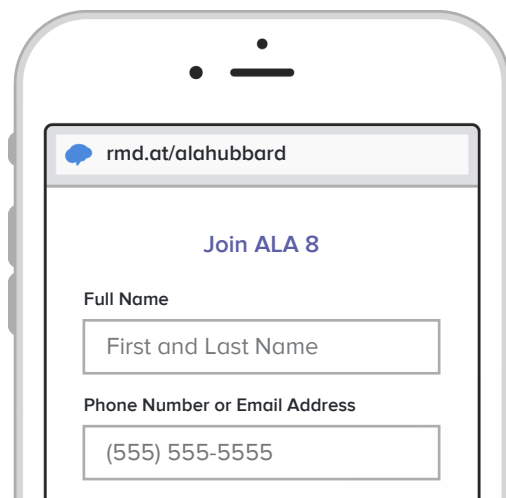 rmd.at/alahubbard
Join ALA 8
Full Name
First and Last Name
Phone Number or Email Address
(555) 555-5555